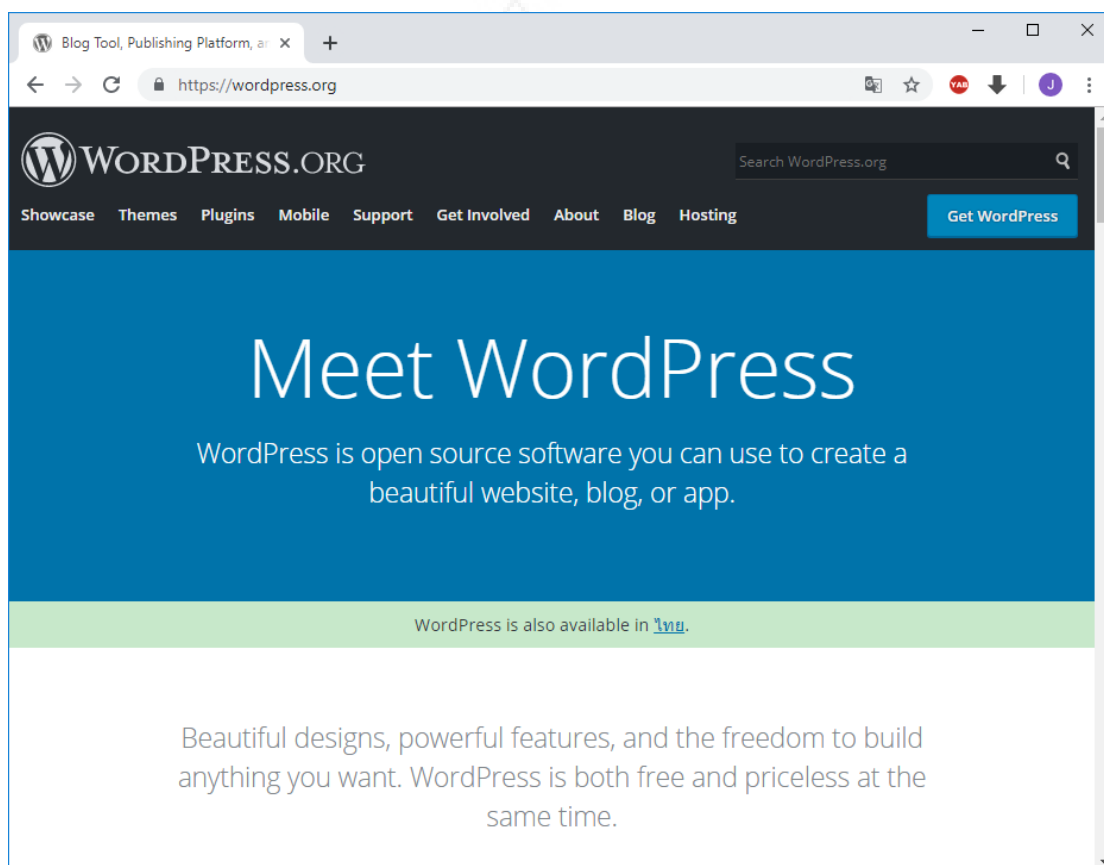 Blog Tool, Publishing Platform, a
https://wordpress.org
YAB
J
W WORDPRESS.ORG
Search WordPress.org
Showcase Themes Plugins Mobile Support Get Involved About Blog Hosting
Get WordPress
Meet WordPress
WordPress is open source software you can use to create a
beautiful website, blog, or app.
WordPress is also available in ไทย.
Beautiful designs, powerful features, and the freedom to build
anything you want. WordPress is both free and priceless at the
same time.